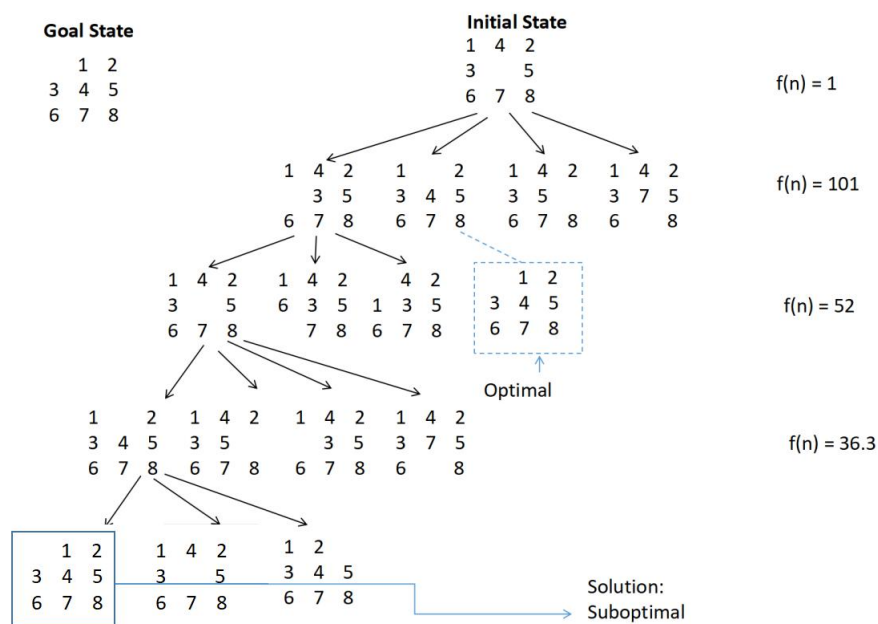 Goal State
1 2
3 4 5
6 7 8
Initial State
1 4 2
3 5
6 7 8
f(n) = 1
1 4 2
3 5
6 7 8
1 2
3 4 5
6 7 8
1 4 2
3 5
6 7 8
1 4 2
3 7 5
6 8
f(n) = 101
1 4 2
3 5
6 7 8
1 4 2
6 3 5
7 8
4 2
1 3 5
6 7 8
1 2
3 4 5
6 7 8
f(n) = 52
Optimal
1 2
3 4 5
6 7 8
1 4 2
3 5
6 7 8
1 4 2
3 5
6 7 8
1 4 2
3 7 5
6 8
f(n) = 36.3
1 2
3 4 5
6 7 8
1 4 2
3 5
6 7 8
1 2
3 4 5
6 7 8
Solution:
Suboptimal